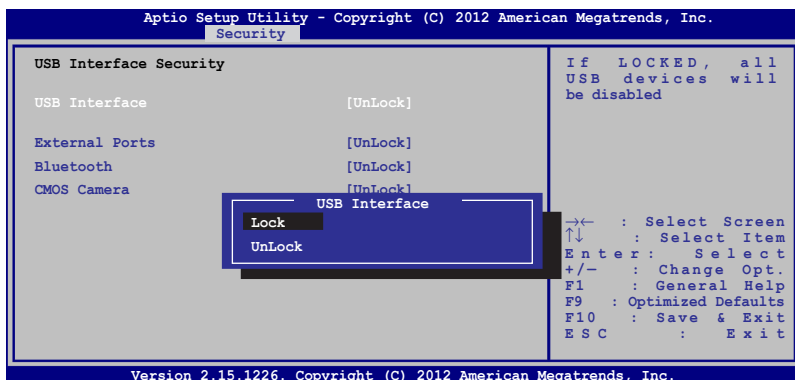 Aptio Setup Utility - Copyright (C) 2012 American Megatrends, Inc.
Security
USB Interface Security
USB Interface [UnLock]
External Ports [UnLock]
Bluetooth [UnLock]
CMOS Camera [UnLock]
USB Interface
Lock
UnLock
If LOCKED, all
USB devices will
be disabled
→← : Select Screen
↑↓ : Select Item
Enter: Select
+/— : Change Opt.
F1 : General Help
F9 : Optimized Defaults
F10 : Save & Exit
ESC : Exit
Version 2.15.1226. Copyright (C) 2012 American Megatrends, Inc.